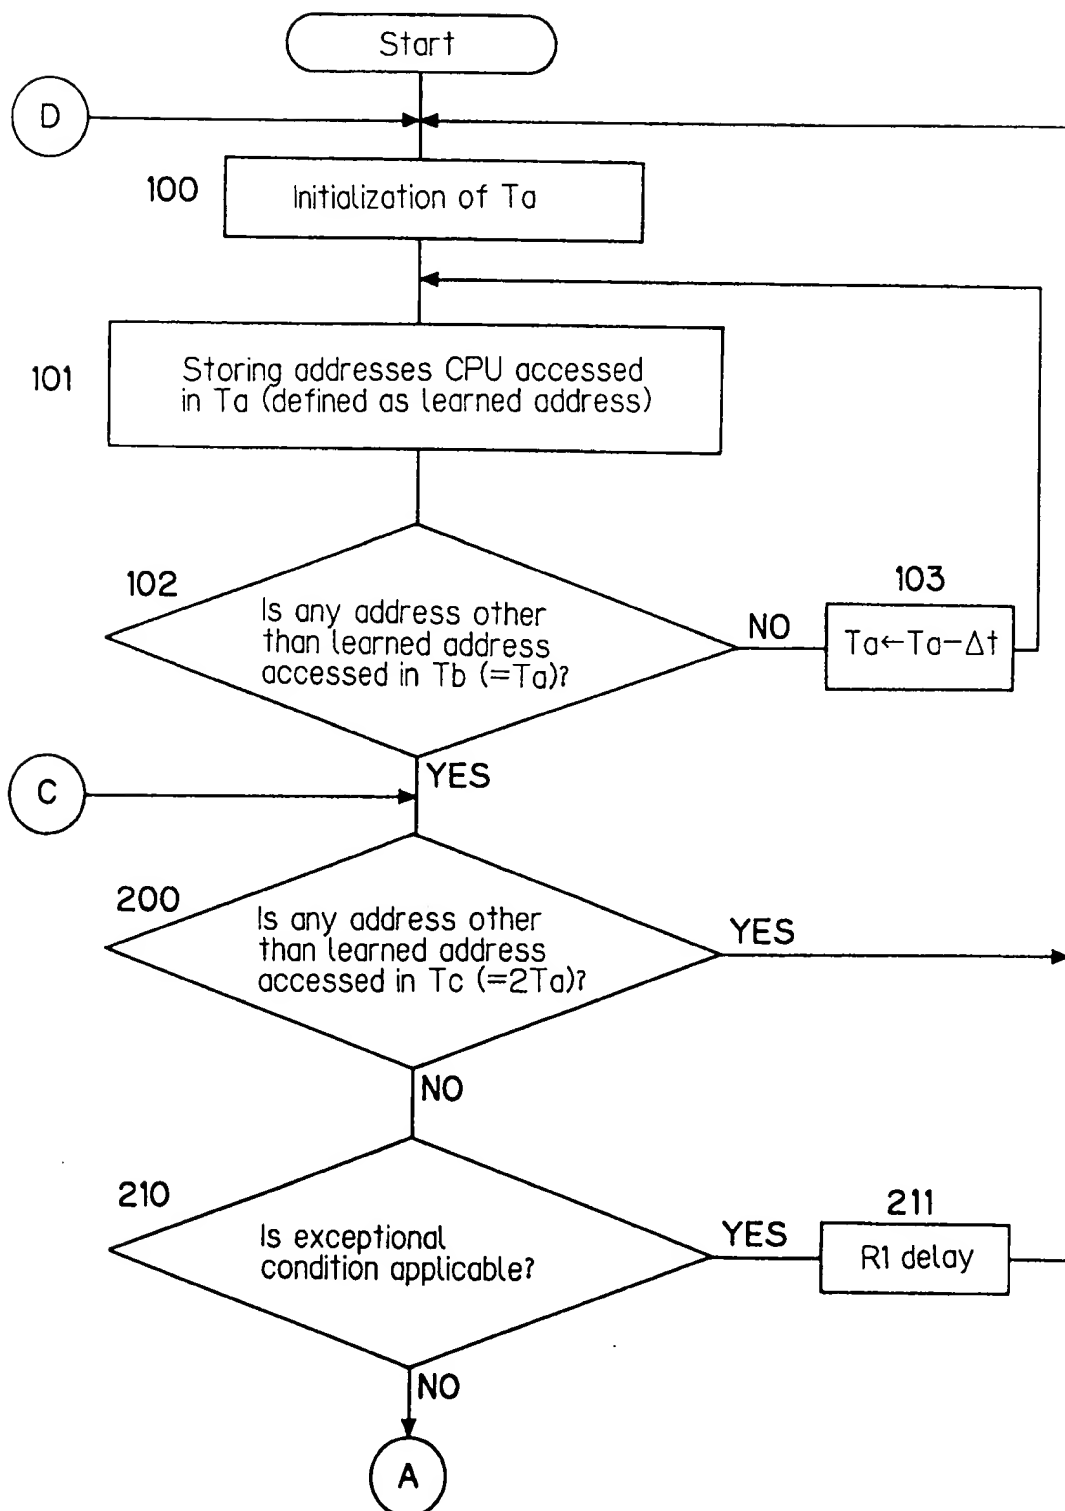 Start
D
100
Initialization of Ta
101
Storing addresses CPU accessed
in Ta (defined as learned address)
102
Is any address other
than learned address
accessed in Tb (=Ta)?
NO
103
Ta←Ta−Δt
YES
C
200
Is any address other
than learned address
accessed in Tc (=2Ta)?
YES
NO
210
Is exceptional
condition applicable?
YES
211
R1 delay
NO
A